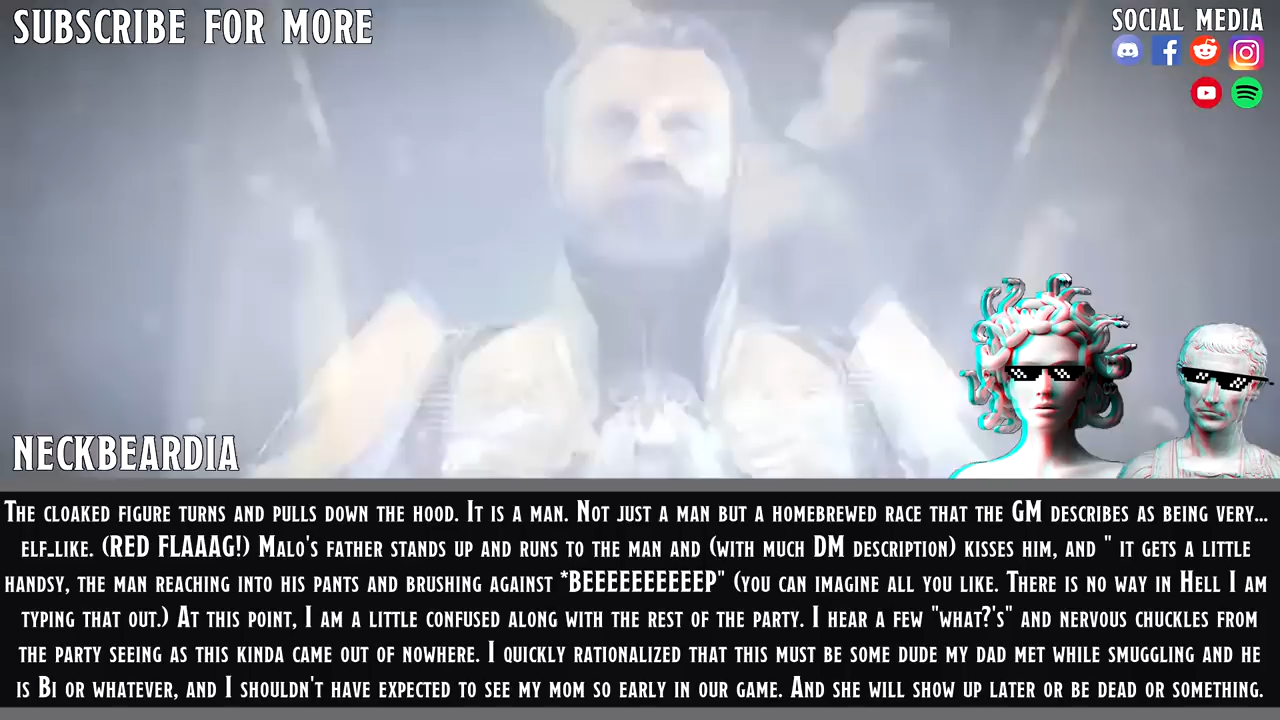 SUBSCRIBE FOR MORE
SOCIAL MEDIA
NECKBEARDIA
THE CLOAKED FIGURE TURNS AND PULLS DOWN THE HOOD. IT IS A MAN. NOT JUST A MAN BUT A HOMEBREWED RACE THAT THE GM DESCRIBES AS BEING VERY...
ELF..LIKE. (RED FLAAAG!) MALO'S FATHER STANDS UP AND RUNS TO THE MAN AND (WITH MUCH DM DESCRIPTION) KISSES HIM, AND " IT GETS A LITTLE
HANDSY, THE MAN REACHING INTO HIS PANTS AND BRUSHING AGAINST *BEEEEEEEEEEP" (YOU CAN IMAGINE ALL YOU LIKE. THERE IS NO WAY IN HELL I AM
TYPING THAT OUT.) AT THIS POINT, I AM A LITTLE CONFUSED ALONG WITH THE REST OF THE PARTY. I HEAR A FEW "WHAT?'S" AND NERVOUS CHUCKLES FROM
THE PARTY SEEING AS THIS KINDA CAME OUT OF NOWHERE. I QUICKLY RATIONALIZED THAT THIS MUST BE SOME DUDE MY DAD MET WHILE SMUGGLING AND HE
IS BI OR WHATEVER, AND I SHOULDN'T HAVE EXPECTED TO SEE MY MOM SO EARLY IN OUR GAME. AND SHE WILL SHOW UP LATER OR BE DEAD OR SOMETHING.